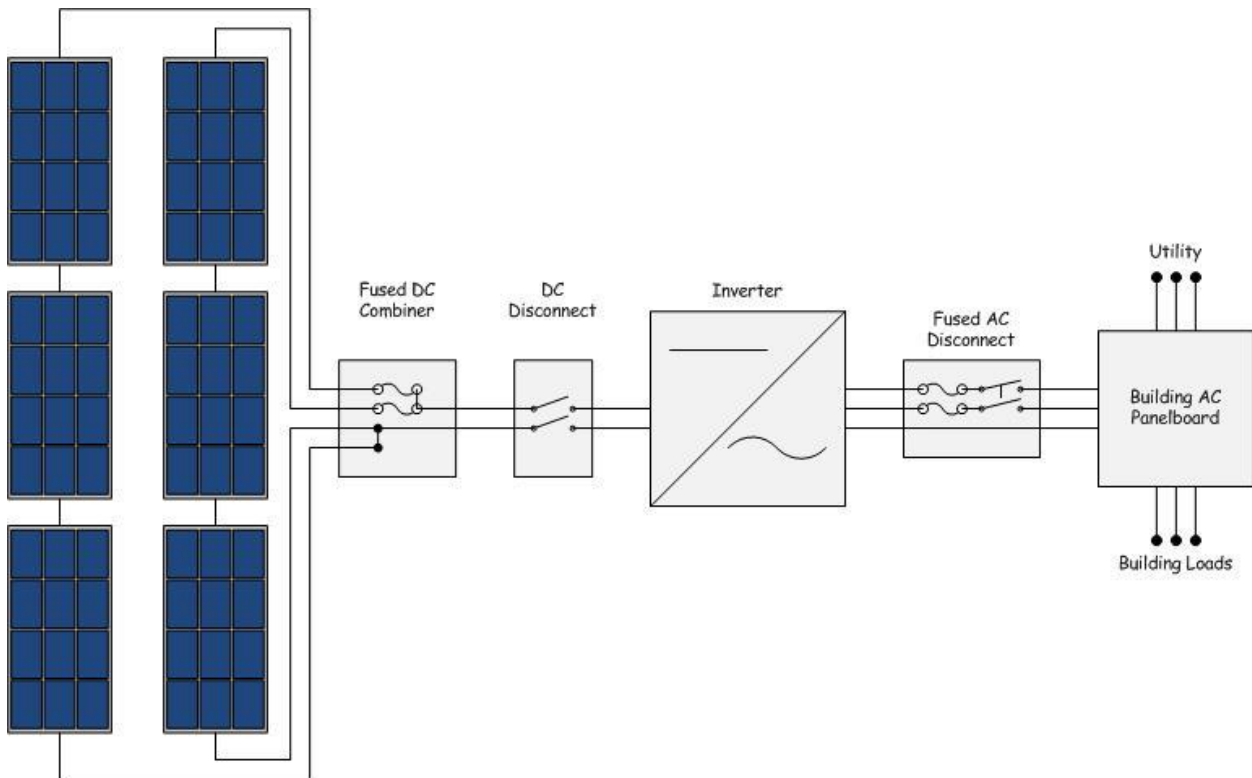 Fused DC
Combiner
DC
Disconnect
Inverter
Fused AC
Disconnect
Utility
Building AC
Panelboard
Building Loads